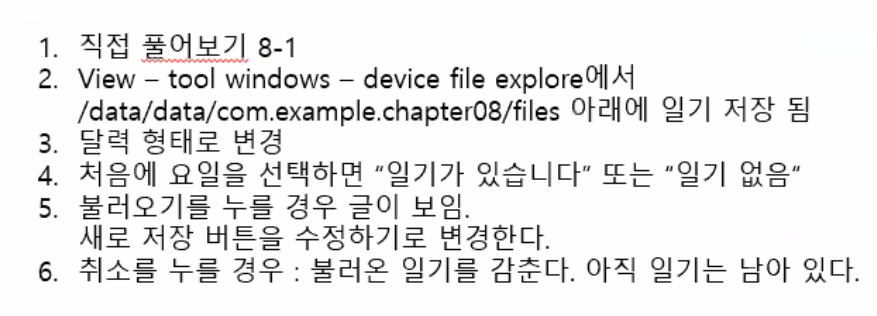 1. 직접 풀어보기 8-1
2. View – tool windows – device file explore에서
/data/data/com.example.chapter08/files 아래에 일기 저장 됨
3. 달력 형태로 변경
4. 처음에 요일을 선택하면 “일기가 있습니다” 또는 “일기 없음“
5. 불러오기를 누를 경우 글이 보임.
새로 저장 버튼을 수정하기로 변경한다.
6. 취소를 누를 경우 : 불러온 일기를 감춘다. 아직 일기는 남아 있다.